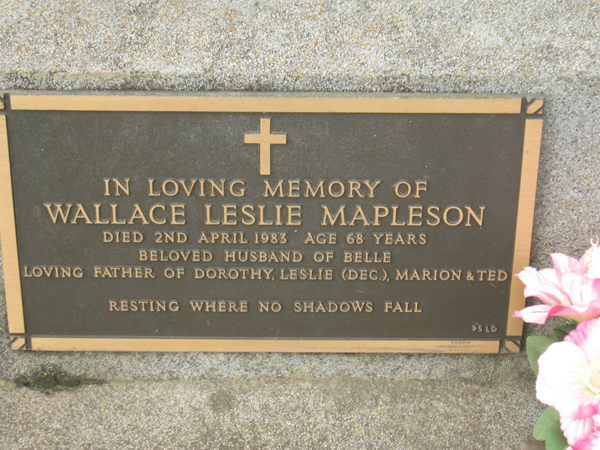 IN LOVING MEMORY OF
WALLACE LESLIE MAPLESON
DIED 2ND APRIL 1983 AGE 68 YEARS
BELOVED HUSBAND OF BELLE
LOVING FATHER OF DOROTHY, LESLIE (DEC.), MARION & TED
RESTING WHERE NO SHADOWS FALL
95 LD